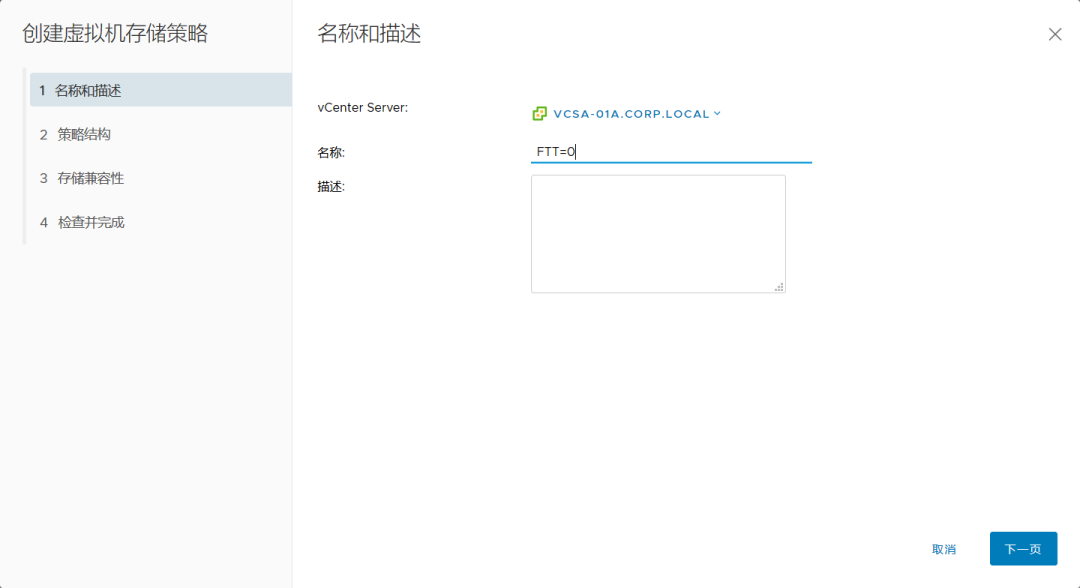 创建虚拟机存储策略
1 名称和描述
2 策略结构
3 存储兼容性
4 检查并完成
名称和描述
vCenter Server:
VCSA-01A.CORP.LOCAL
名称:
FTT=0
描述:
取消
下一页